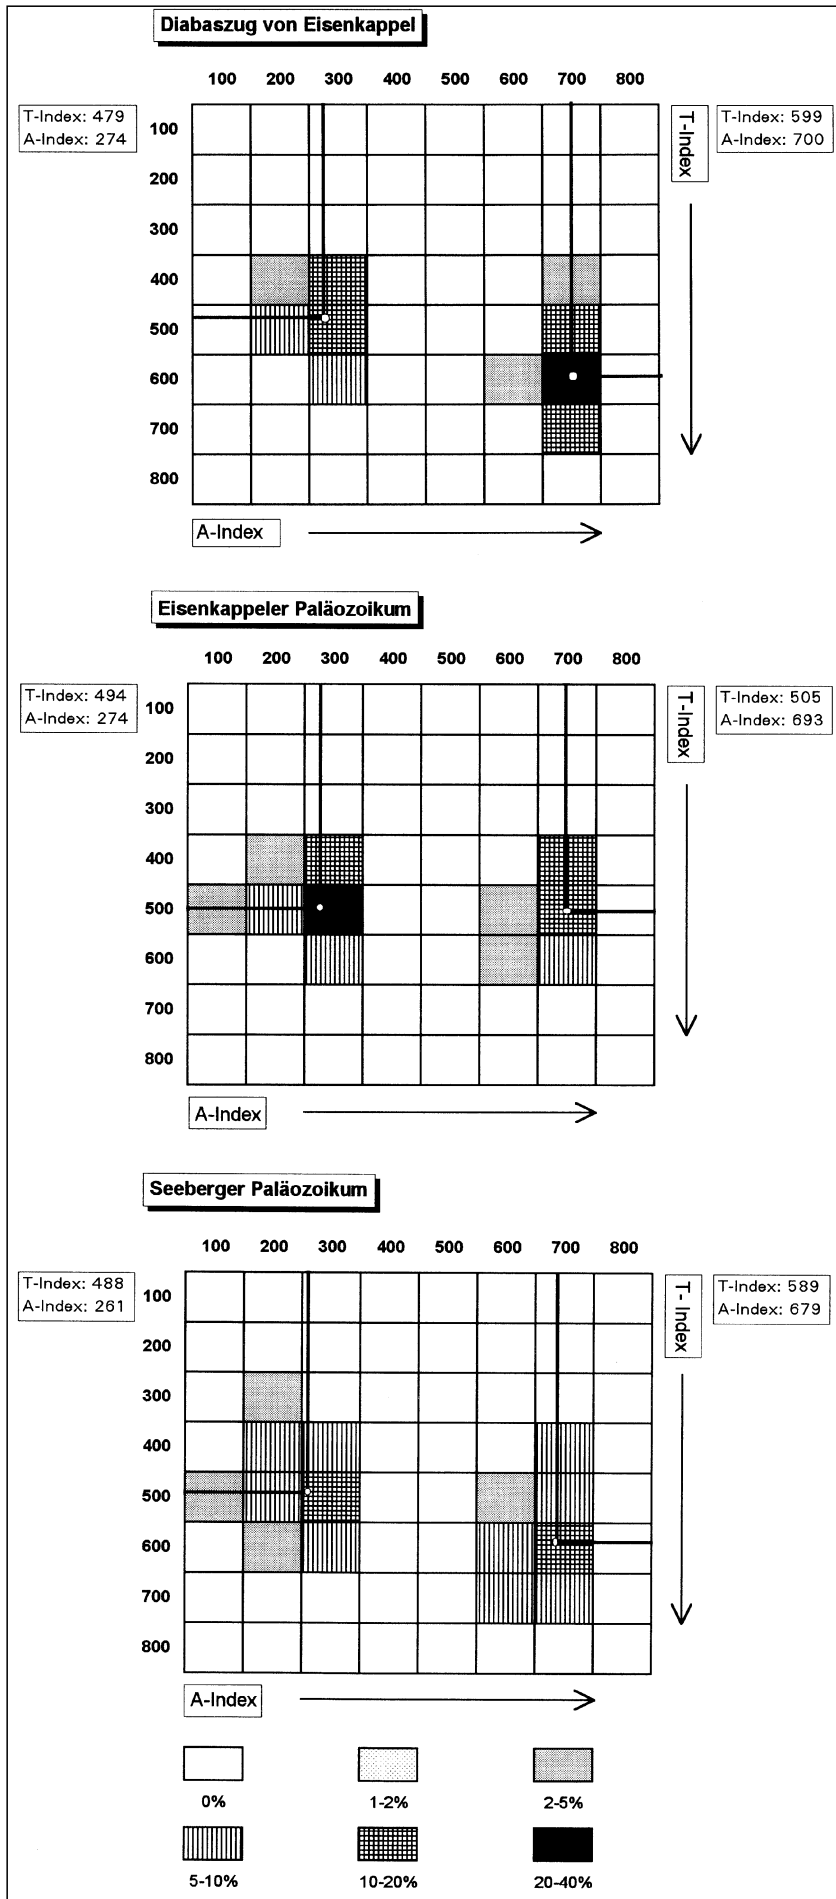 Diabaszug von Eisenkappel
100 200 300 400 500 600 700 800
T-Index: 479
A-Index: 274
T-Index
T-Index: 599
A-Index: 700
100
200
300
400
500
600
700
800
A-Index
Eisenkappeler Paläozoikum
100 200 300 400 500 600 700 800
T-Index: 494
A-Index: 274
T-Index
T-Index: 505
A-Index: 693
100
200
300
400
500
600
700
800
A-Index
Seeberger Paläozoikum
100 200 300 400 500 600 700 800
T-Index: 488
A-Index: 261
T- Index
T-Index: 589
A-Index: 679
100
200
300
400
500
600
700
800
A-Index
0% 1-2% 2-5%
5-10% 10-20% 20-40%